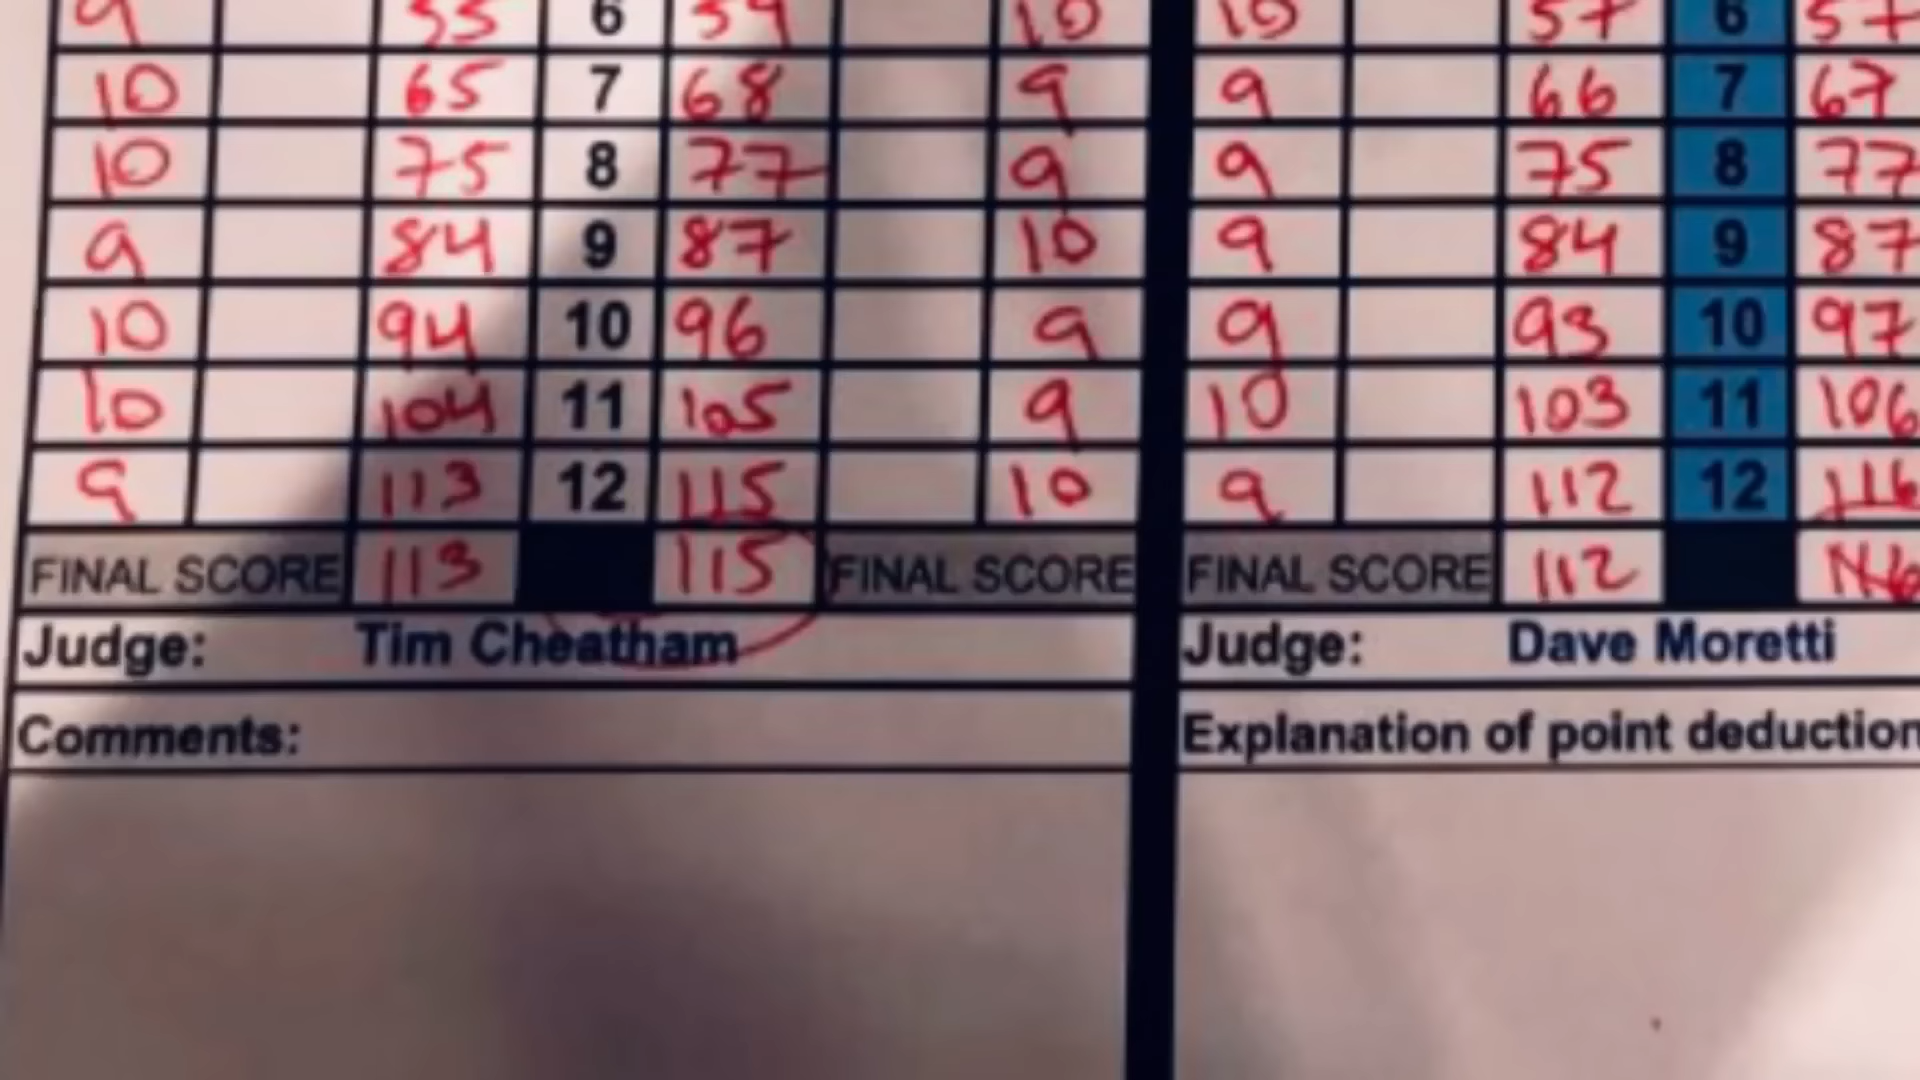 9 55 6 59 10 10 57 6 57
10 65 7 68 9 9 66 7 67
10 75 8 77 9 9 75 8 77
9 84 9 87 10 9 84 9 87
10 94 10 96 9 9 93 10 97
10 104 11 105 9 10 103 11 106
9 113 12 115 10 9 112 12 116
FINAL SCORE 113 115 FINAL SCORE FINAL SCORE 112 116
Judge: Tim Cheatham Judge: Dave Moretti
Comments: Explanation of point deduction